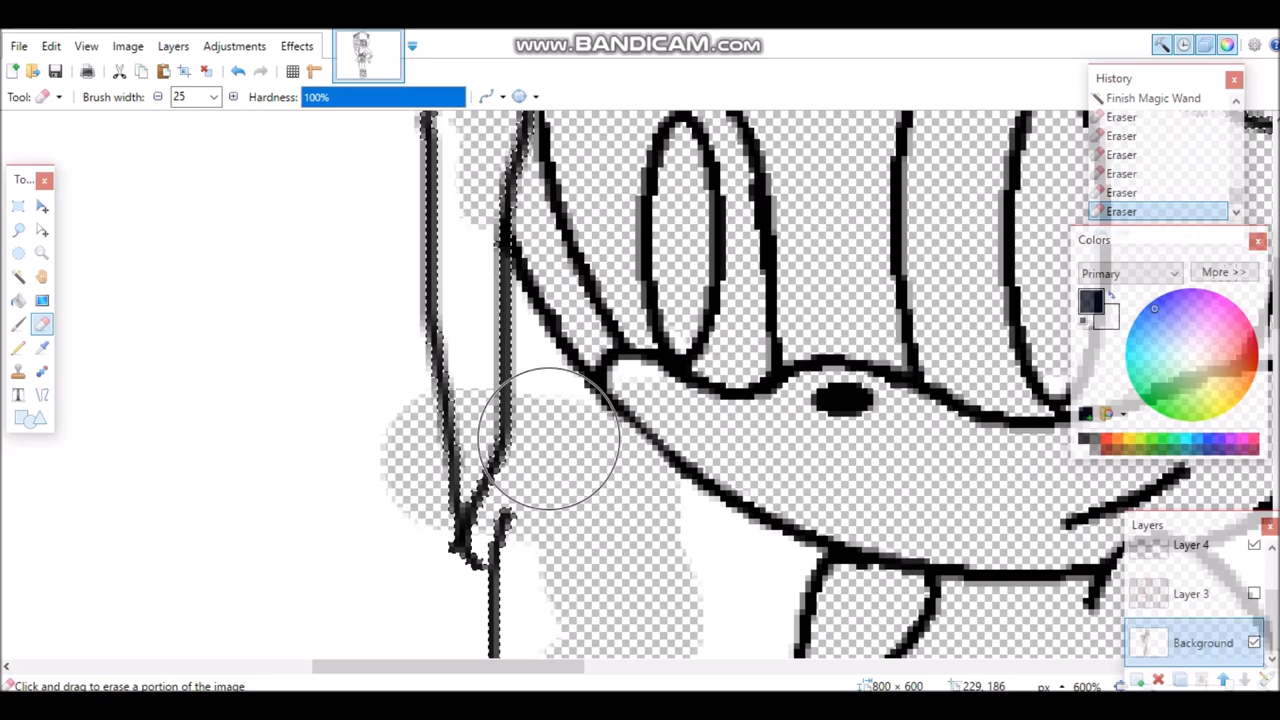 www.BANDICAM.com
File Edit View Image Layers Adjustments Effects
Tool: Brush width: 25 Hardness: 100%
To...
History
Finish Magic Wand
Eraser
Eraser
Eraser
Eraser
Eraser
Eraser
Colors
Primary More >>
Layers
Layer 4
Layer 3
Background
Click and drag to erase a portion of the image 800 × 600 229, 186 px 600%